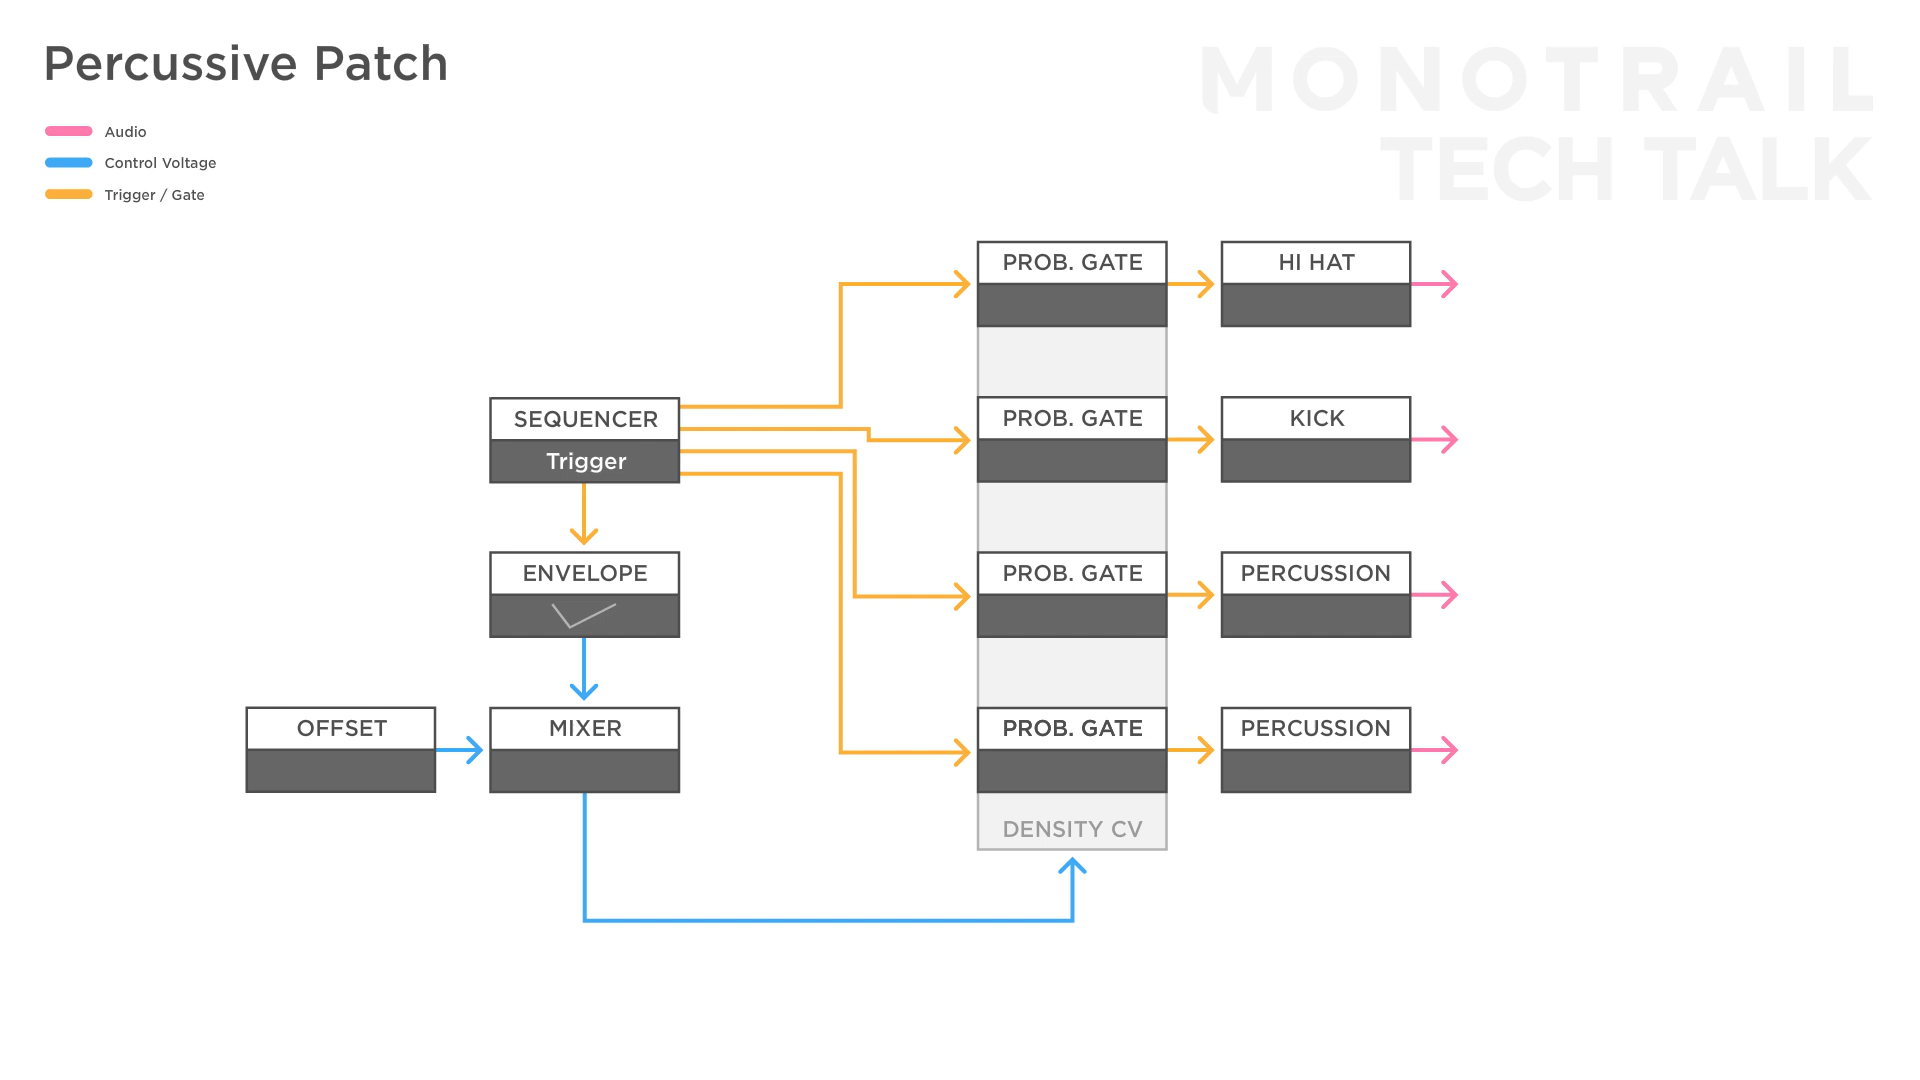 Percussive Patch
MONOTRAIL
TECH TALK
Audio
Control Voltage
Trigger / Gate
PROB. GATE
HI HAT
SEQUENCER
Trigger
PROB. GATE
KICK
ENVELOPE
PROB. GATE
PERCUSSION
OFFSET
MIXER
PROB. GATE
PERCUSSION
DENSITY CV